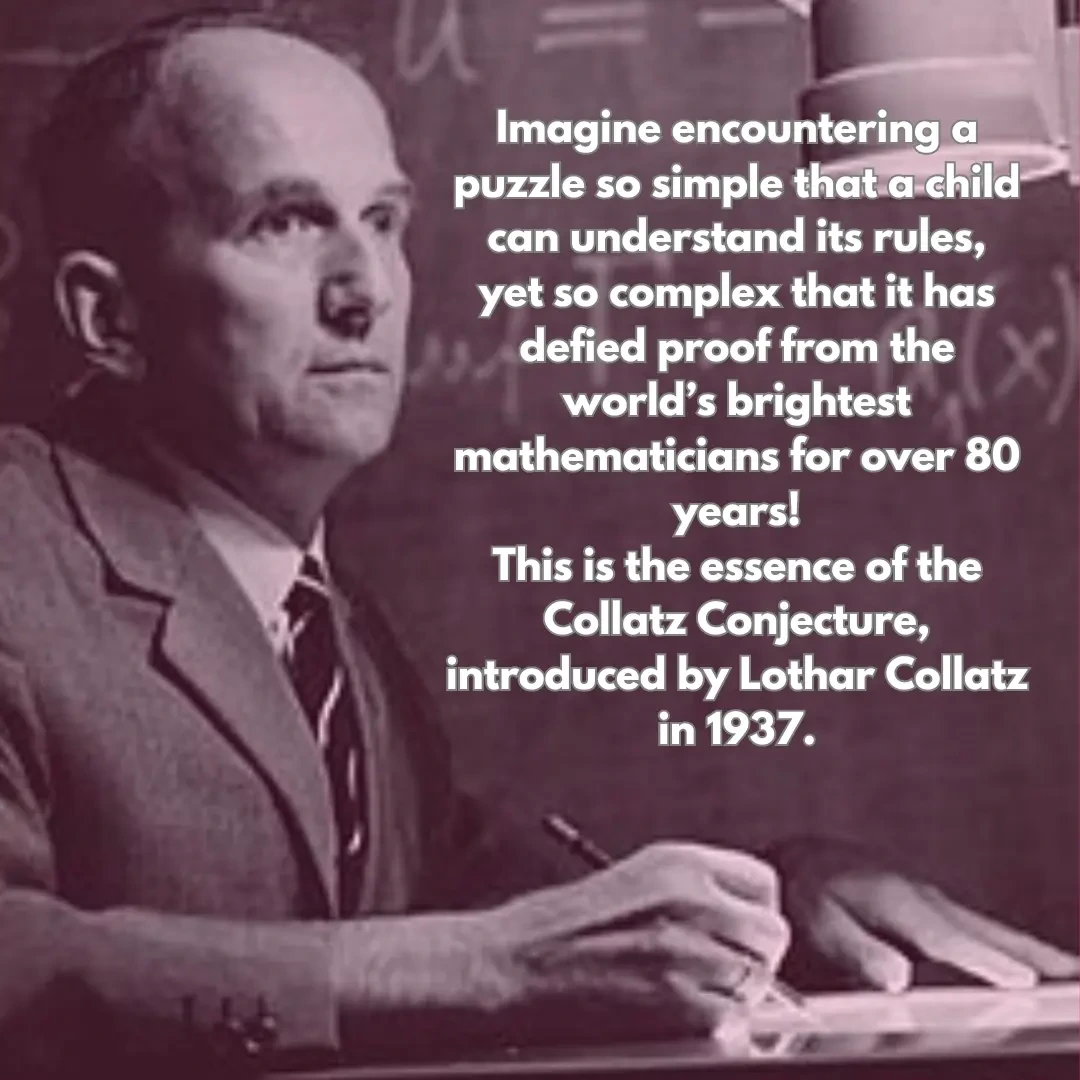 u = -
Imagine encountering a
puzzle so simple that a child
can understand its rules,
yet so complex that it has
defied proof from the
world’s brightest
mathematicians for over 80
years!
This is the essence of the
Collatz Conjecture,
introduced by Lothar Collatz
in 1937.